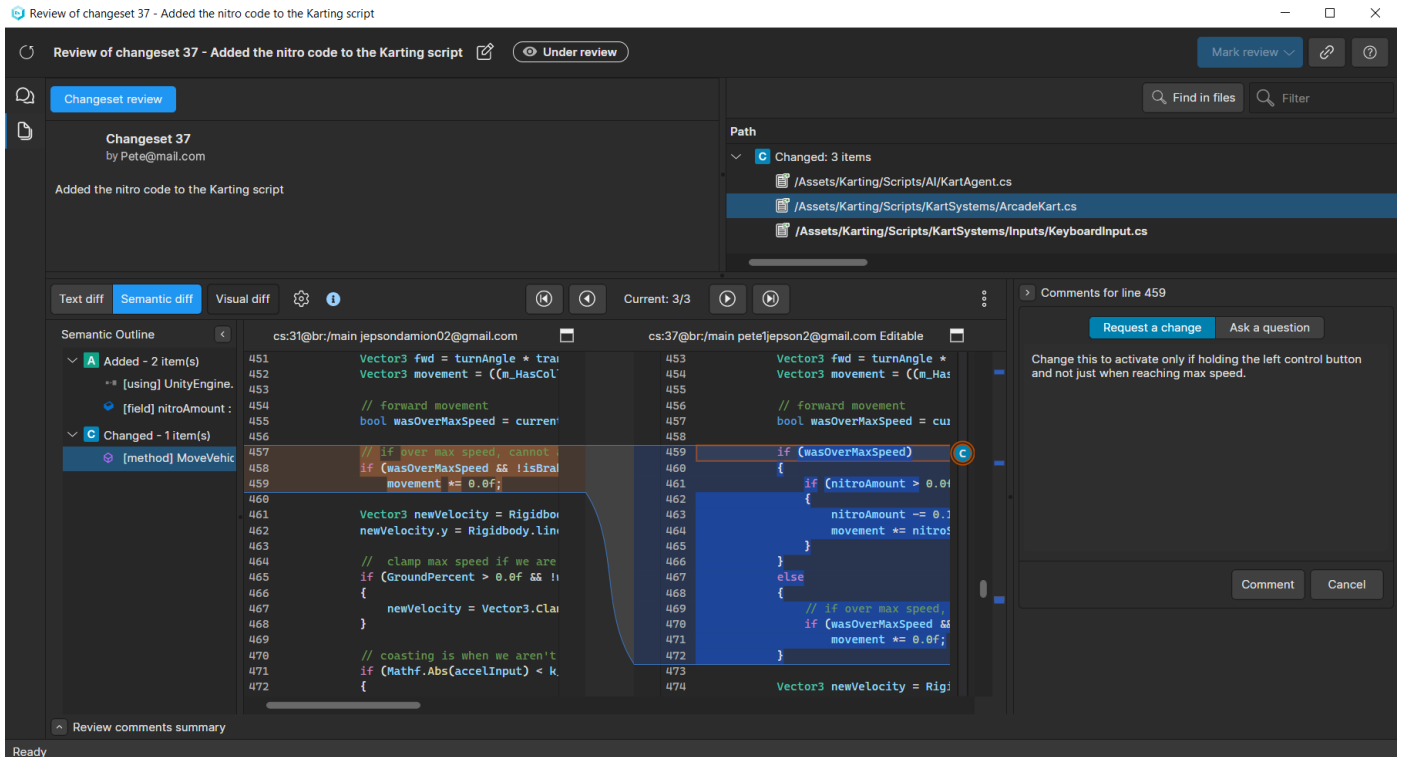 Review of changeset 37 - Added the nitro code to the Karting script
Review of changeset 37 - Added the nitro code to the Karting script
Under review
Mark review
Changeset review
Changeset 37
by Pete@mail.com
Added the nitro code to the Karting script
Find in files
Filter
Path
C Changed: 3 items
/Assets/Karting/Scripts/AI/KartAgent.cs
/Assets/Karting/Scripts/KartSystems/ArcadeKart.cs
/Assets/Karting/Scripts/KartSystems/Inputs/KeyboardInput.cs
Text diff
Semantic diff
Visual diff
Current: 3/3
Semantic Outline
A Added - 2 item(s)
[using] UnityEngine.
[field] nitroAmount :
C Changed - 1 item(s)
[method] MoveVehic
cs:31@br:/main jepsondamion02@gmail.com
451 Vector3 fwd = turnAngle * tra
452 Vector3 movement = ((m_HasCol
453
454 // forward movement
455 bool wasOverMaxSpeed = curren
456
457 // if over max speed, cannot
458 if (wasOverMaxSpeed && !isBra
459 movement *= 0.0f;
460
461 Vector3 newVelocity = Rigidbo
462 newVelocity.y = Rigidbody.lin
463
464 // clamp max speed if we are
465 if (GroundPercent > 0.0f && !
466 {
467 newVelocity = Vector3.Cla
468 }
469
470 // coasting is when we aren't
471 if (Mathf.Abs(accelInput) < k_
472 {
cs:37@br:/main pete1jepson2@gmail.com Editable
453 Vector3 fwd = turnAngle *
454 Vector3 movement = ((m_Has
455
456 // forward movement
457 bool wasOverMaxSpeed = cu
458
459 if (wasOverMaxSpeed)
C
460 {
461 if (nitroAmount > 0.0
462 {
463 nitroAmount -= 0.1
464 movement *= nitroS
465 }
466 }
467 else
468 {
469 // if over max speed,
470 if (wasOverMaxSpeed &&
471 movement *= 0.0f;
472 }
473
474 Vector3 newVelocity = Rigi
Comments for line 459
Request a change
Ask a question
Change this to activate only if holding the left control button
and not just when reaching max speed.
Comment
Cancel
Review comments summary
Ready